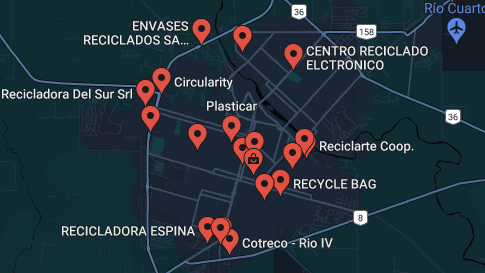 Río Cuarto
36
ENVASES
RECICLADOS SA...
158
CENTRO RECICLADO
ELCTRÓNICO
Circularity
Recicladora Del Sur Srl
Plasticar
36
Reciclarte Coop.
RECYCLE BAG
8
RECICLADORA ESPINA
Cotreco - Rio IV